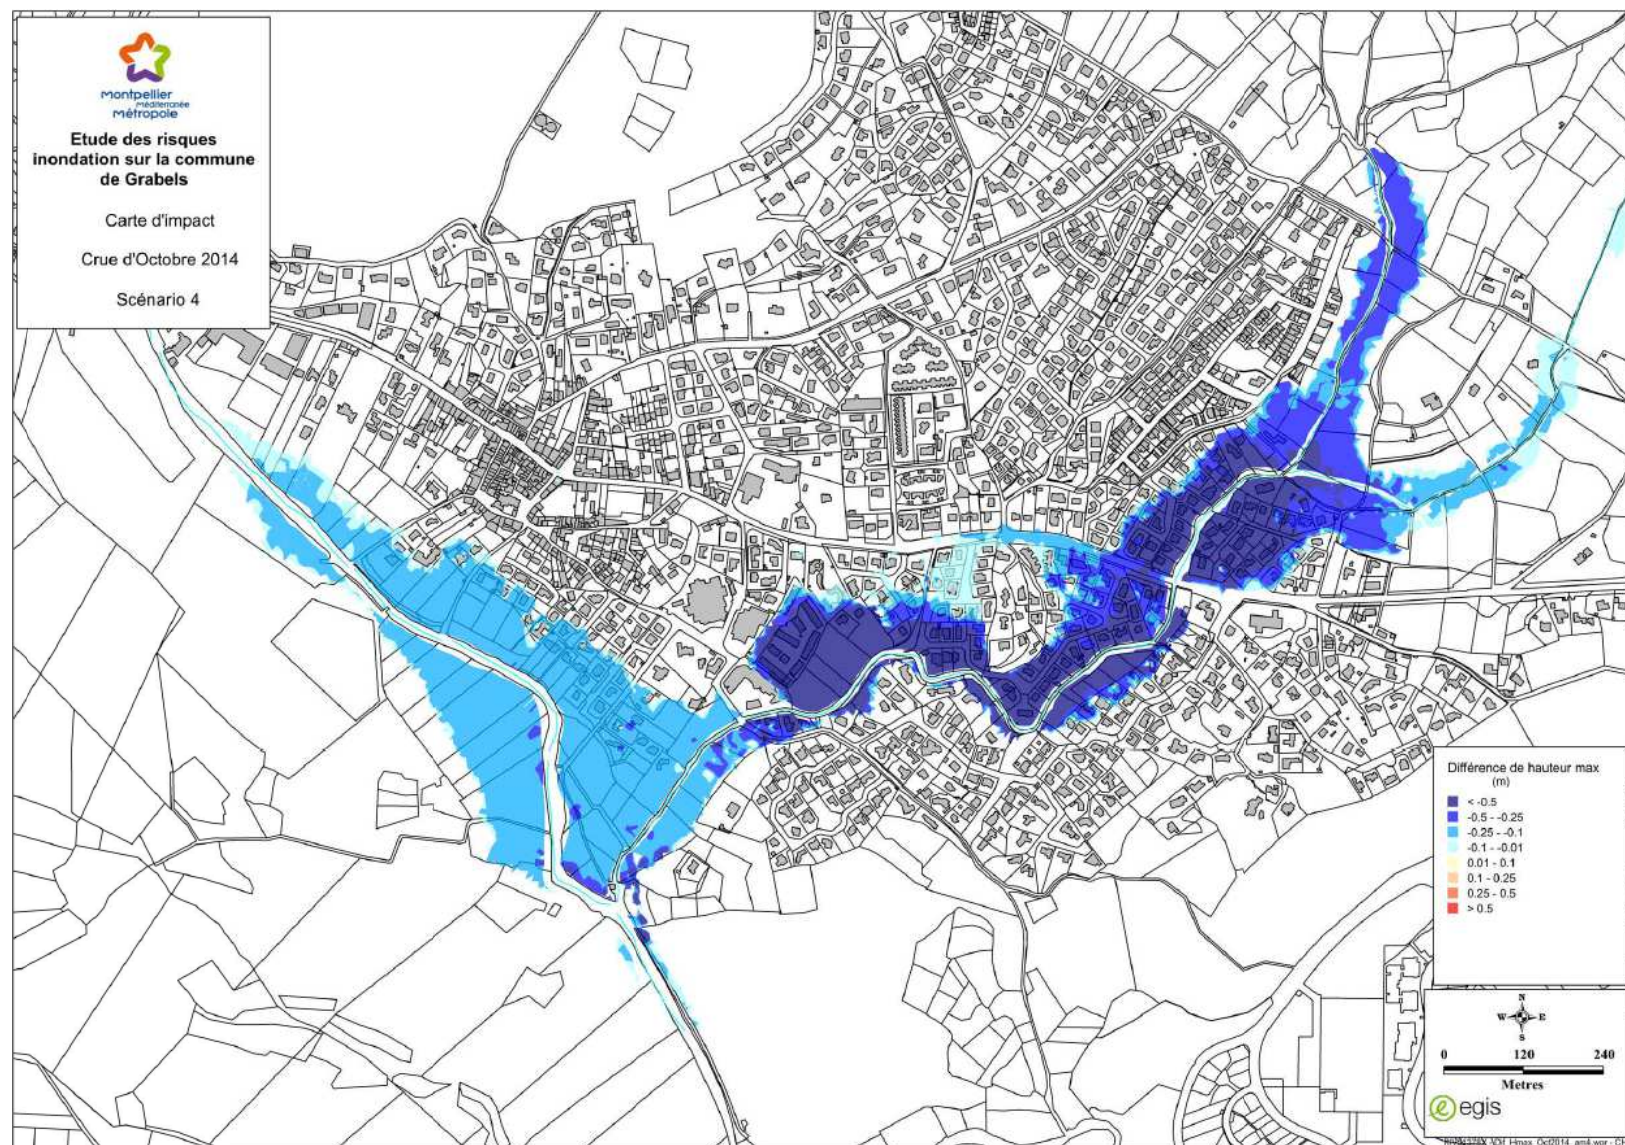 montpellier
méditerranée
métropole
Etude des risques
inondation sur la commune
de Grabels
Carte d'impact
Crue d'Octobre 2014
Scénario 4
Différence de hauteur max
(m)
< -0.5
-0.5 - -0.25
-0.25 - -0.1
-0.1 - -0.01
0.01 - 0.1
0.1 - 0.25
0.25 - 0.5
> 0.5
N
W E
S
0 120 240
Metres
egis